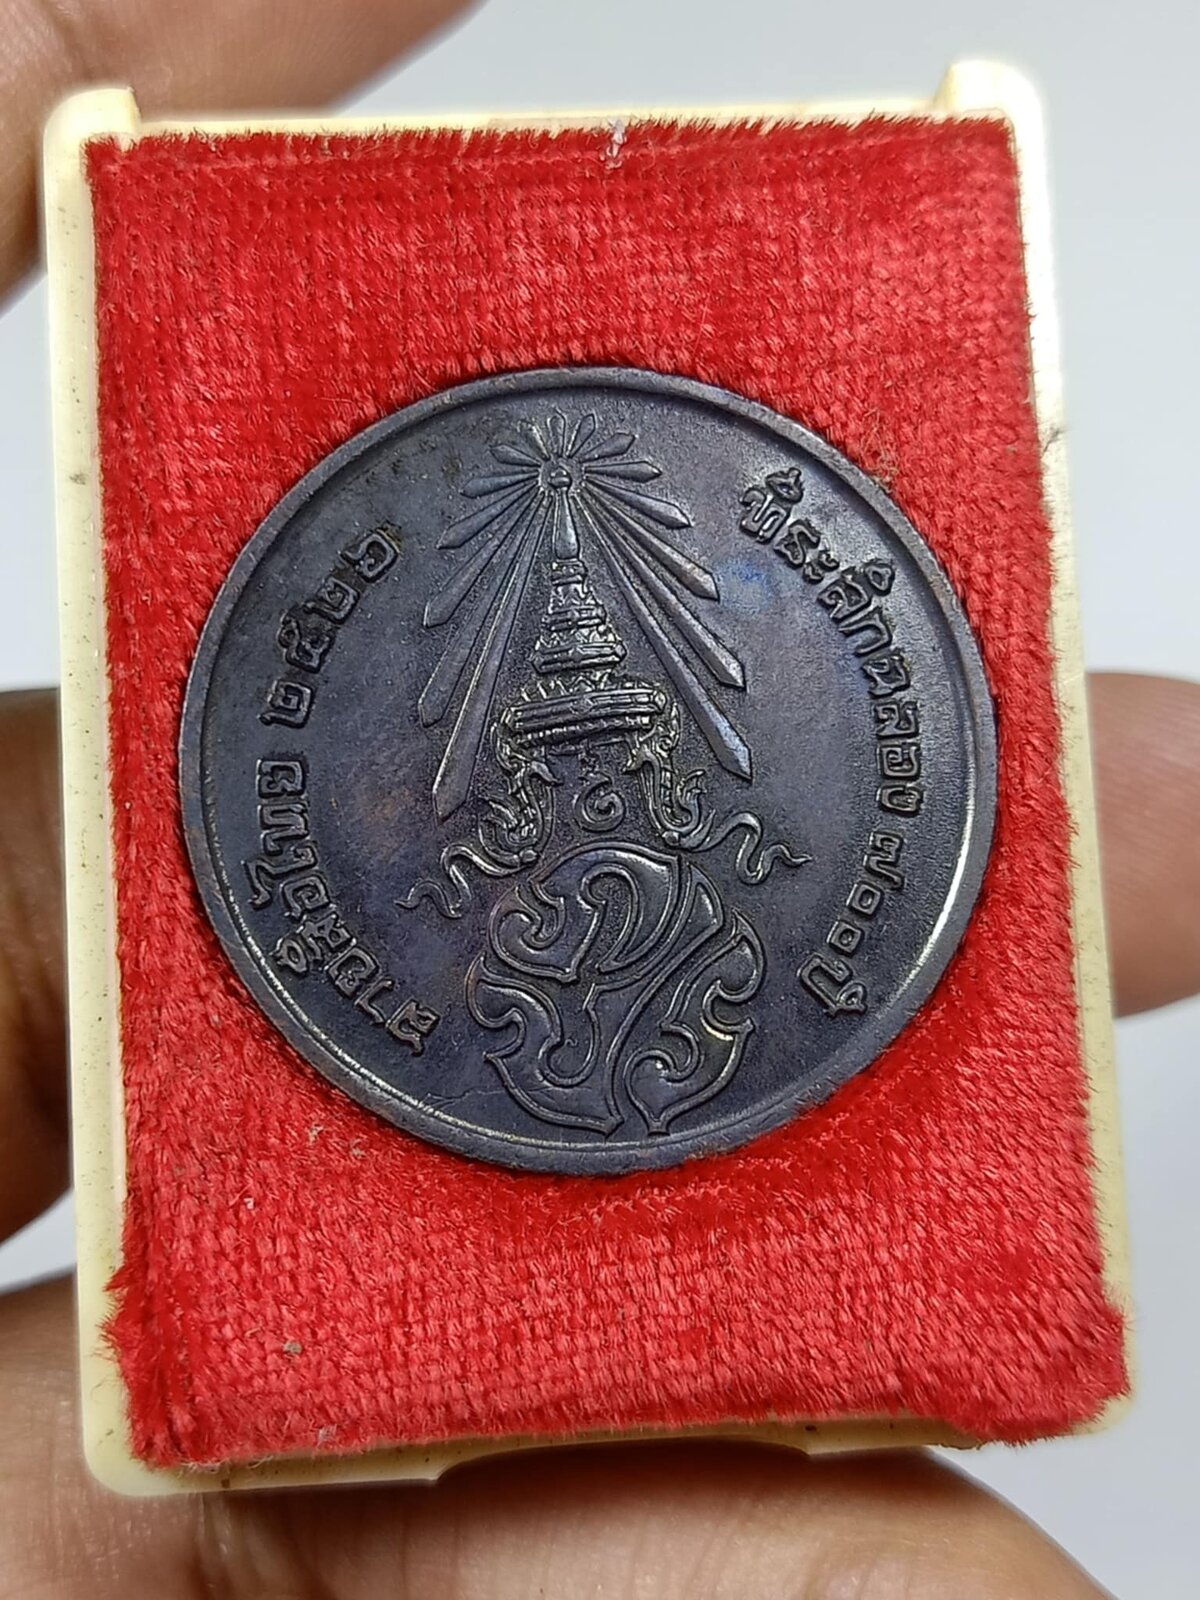 ที่ระลึกฉลอง ๗๐๐ ปี
ลายสือไทย ๒๕๒๖